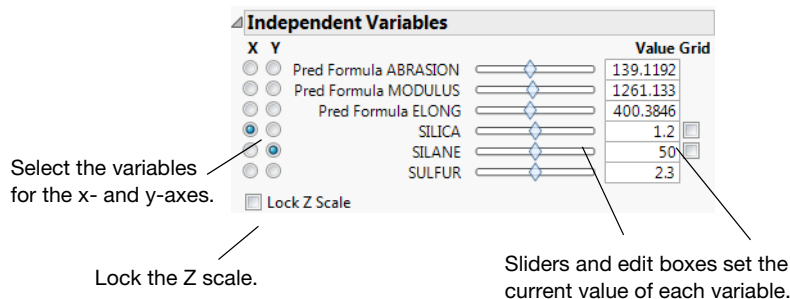 Independent Variables
X Y Value Grid
Pred Formula ABRASION 139.1192
Pred Formula MODULUS 1261.133
Pred Formula ELONG 400.3846
SILICA 1.2
SILANE 50
SULFUR 2.3
Lock Z Scale
Select the variables
for the x- and y-axes.
Lock the Z scale.
Sliders and edit boxes set the
current value of each variable.